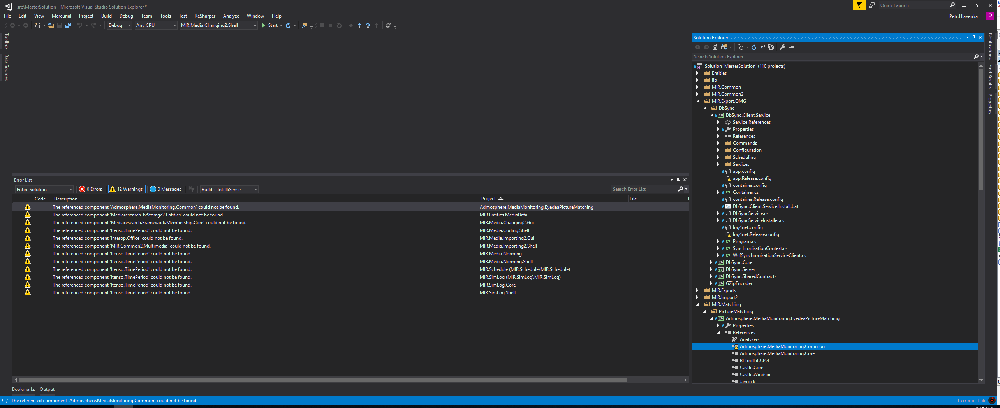 src\MasterSolution - Microsoft Visual Studio Solution Explorer *
Quick Launch
File Edit View Mercurial Project Build Debug Team Tools Test ReSharper Analyze Window Help
Petr.Hlavenka P
Debug Any CPU MIR.Media.Changing2.Shell Start
Toolbox
Data Sources
Error List
Entire Solution 0 Errors 12 Warnings 0 Messages Build + IntelliSense Search Error List
Code Description Project File
The referenced component 'Admosphere.MediaMonitoring.Common' could not be found. Admosphere.MediaMonitoring.EyedeaPictureMatching
The referenced component 'Mediaresearch.TvStorage2.Entities' could not be found. MIR.Entities.MediaData
The referenced component 'Mediaresearch.Framework.Membership.Core' could not be found. MIR.Media.Changing2.Gui
The referenced component 'Itenso.TimePeriod' could not be found. MIR.Media.Coding.Shell
The referenced component 'Interop.Office' could not be found. MIR.Media.Importing2.Gui
The referenced component 'MIR.Common2.Multimedia' could not be found. MIR.Media.Importing2.Shell
The referenced component 'Itenso.TimePeriod' could not be found. MIR.Media.Norming
The referenced component 'Itenso.TimePeriod' could not be found. MIR.Media.Norming.Shell
The referenced component 'Itenso.TimePeriod' could not be found. MIR.Schedule (MIR.Schedule\MIR.Schedule)
The referenced component 'Itenso.TimePeriod' could not be found. MIR.SimLog (MIR.SimLog\MIR.SimLog)
The referenced component 'Itenso.TimePeriod' could not be found. MIR.SimLog.Core
The referenced component 'Itenso.TimePeriod' could not be found. MIR.SimLog.Shell
Bookmarks Output
Solution Explorer
Search Solution Explorer
Solution 'MasterSolution' (110 projects)
Entities
lib
MIR.Common
MIR.Common2
MIR.Export.OMG
DbSync
DbSync.Client.Service
Service References
Properties
References
Commands
Configuration
Scheduling
Services
app.config
app.Release.config
container.config
Container.cs
container.Release.config
DbSync.Client.Service.Install.bat
DbSyncService.cs
DbSyncServiceInstaller.cs
log4net.config
log4net.Release.config
Program.cs
SynchronizationContext.cs
WcfSynchronizationServiceClient.cs
DbSync.Core
DbSync.Server
DbSync.SharedContracts
GZipEncoder
MIR.Exports
MIR.Import2
MIR.Matching
PictureMatching
Admosphere.MediaMonitoring.EyedeaPictureMatching
Properties
References
Analyzers
Admosphere.MediaMonitoring.Common
Admosphere.MediaMonitoring.Core
BLToolkit.CP.4
Castle.Core
Castle.Windsor
Jayrock
Notifications
Find Results
Properties
The referenced component 'Admosphere.MediaMonitoring.Common' could not be found. 1 error in 1 file